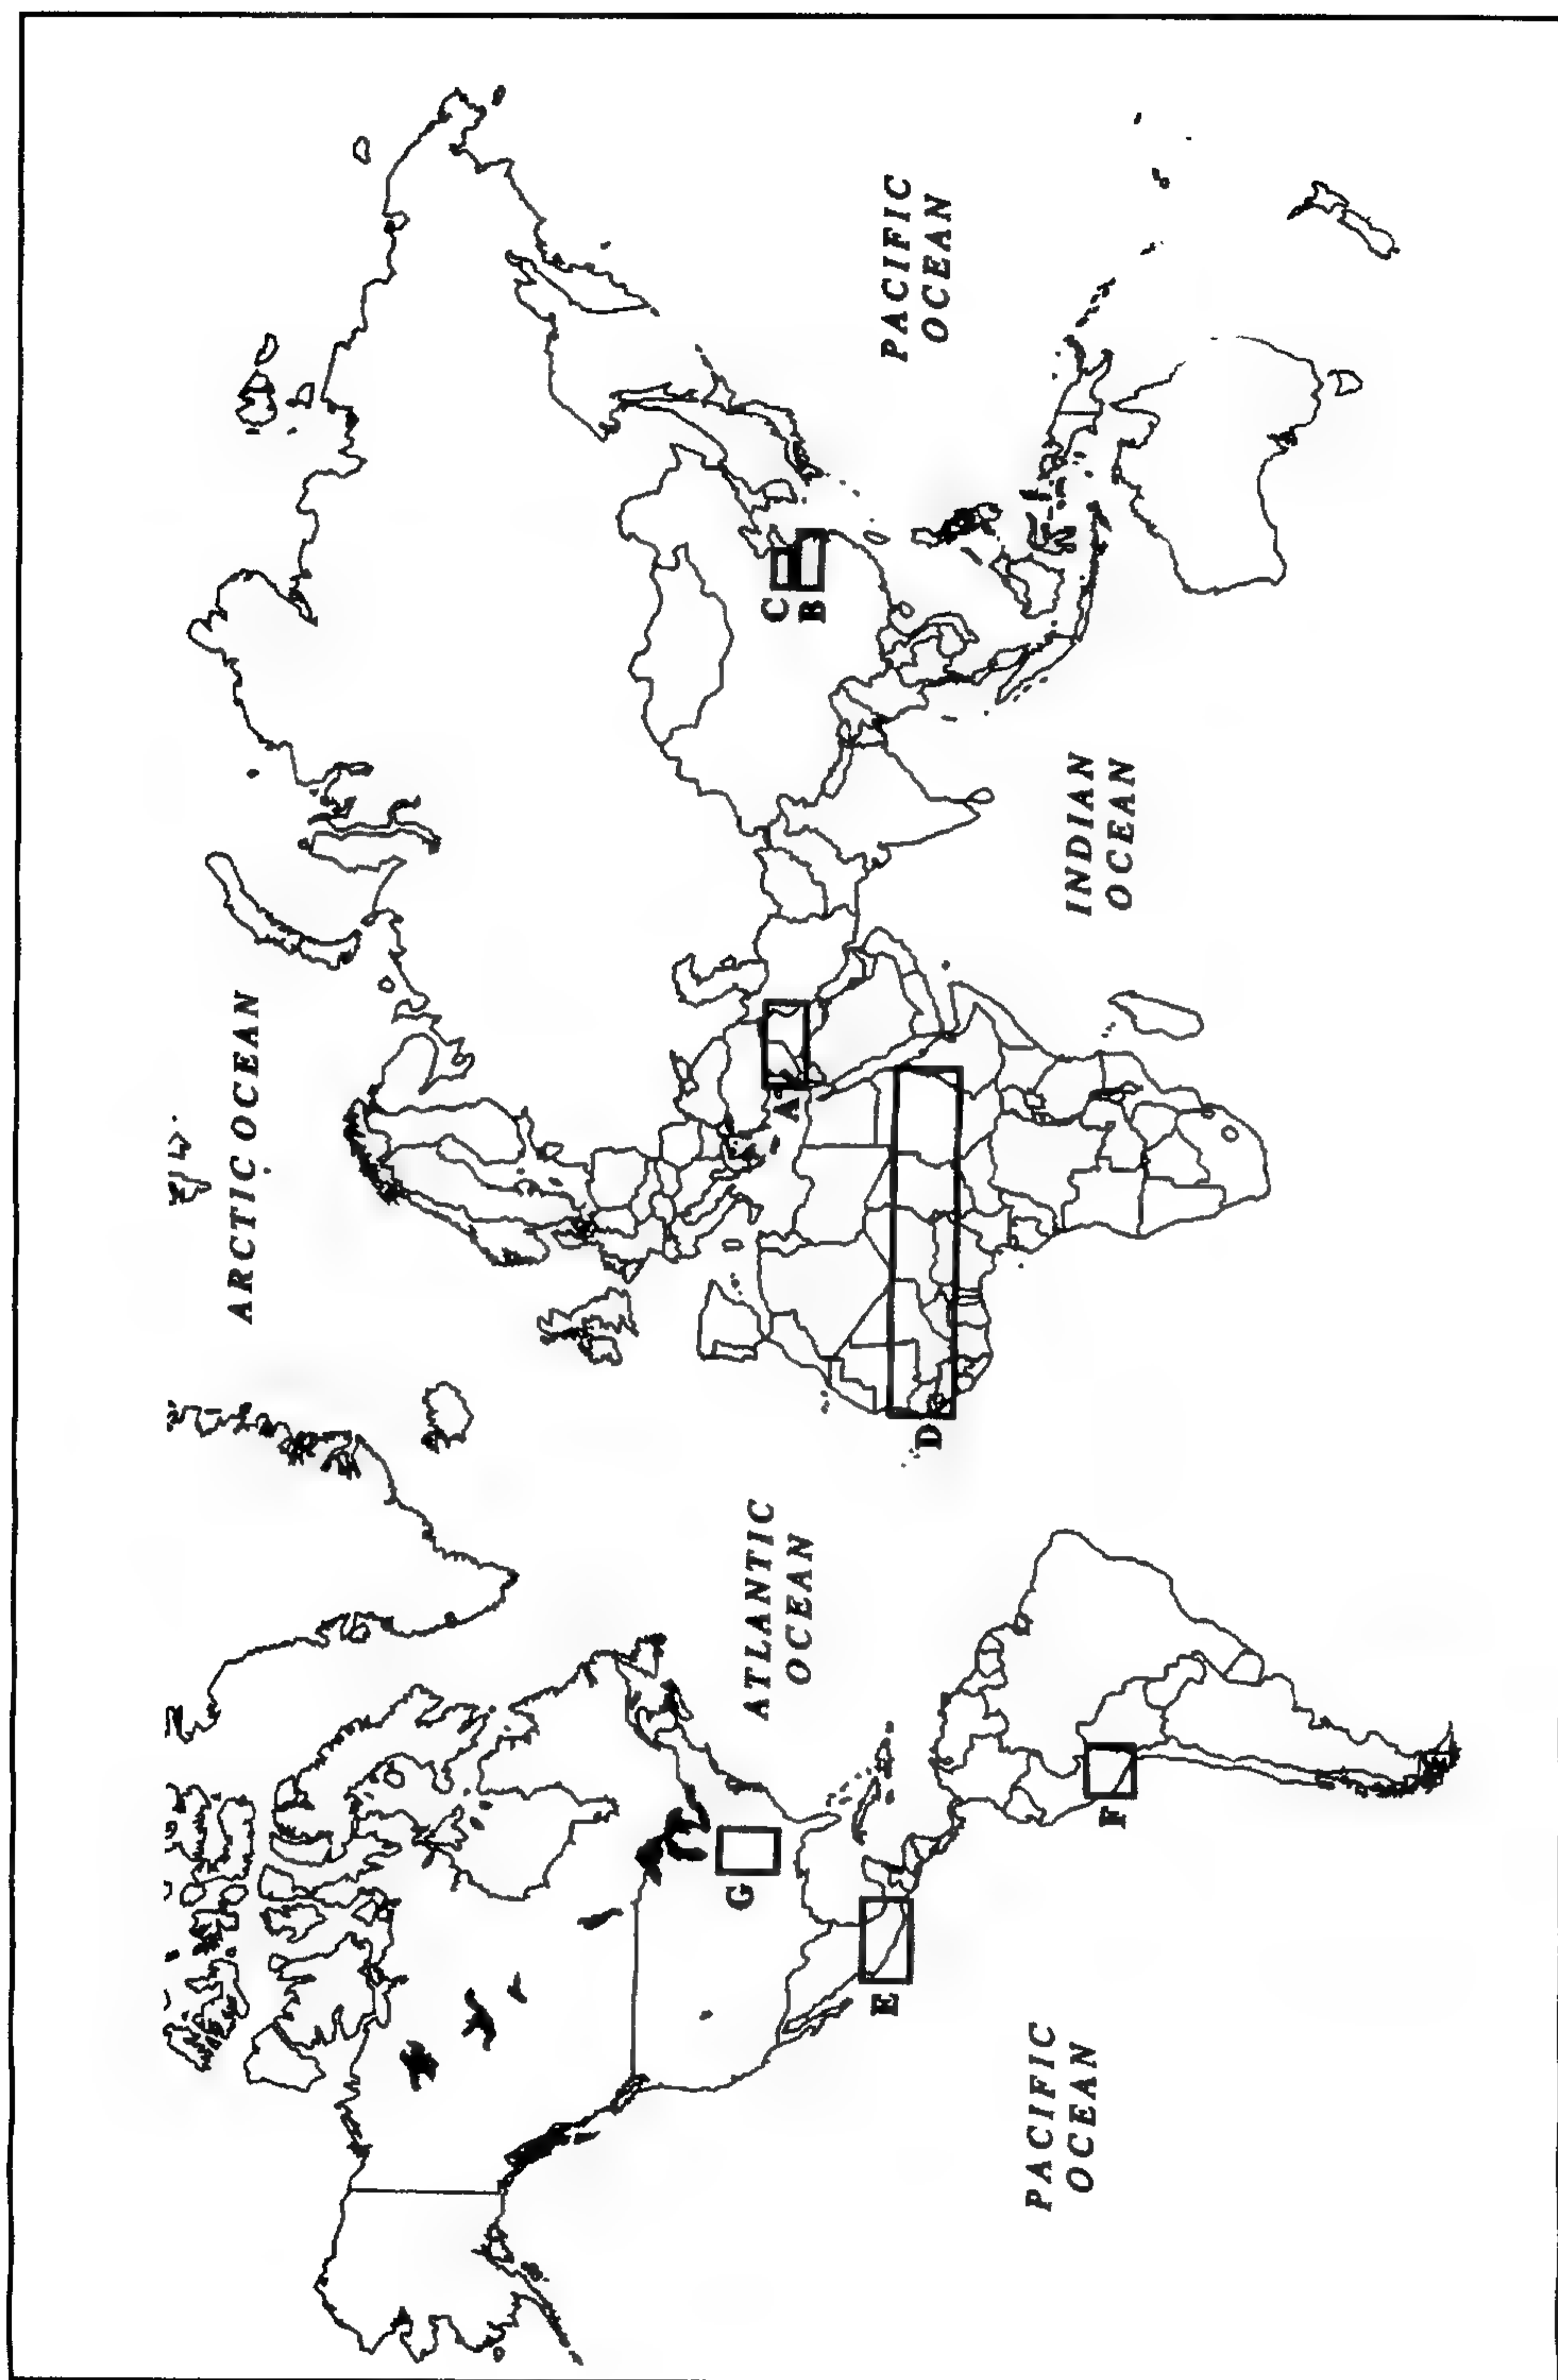 ARCTIC OCEAN
PACIFIC
OCEAN
C
B
A
INDIAN
OCEAN
D
ATLANTIC
OCEAN
G
E
F
PACIFIC
OCEAN